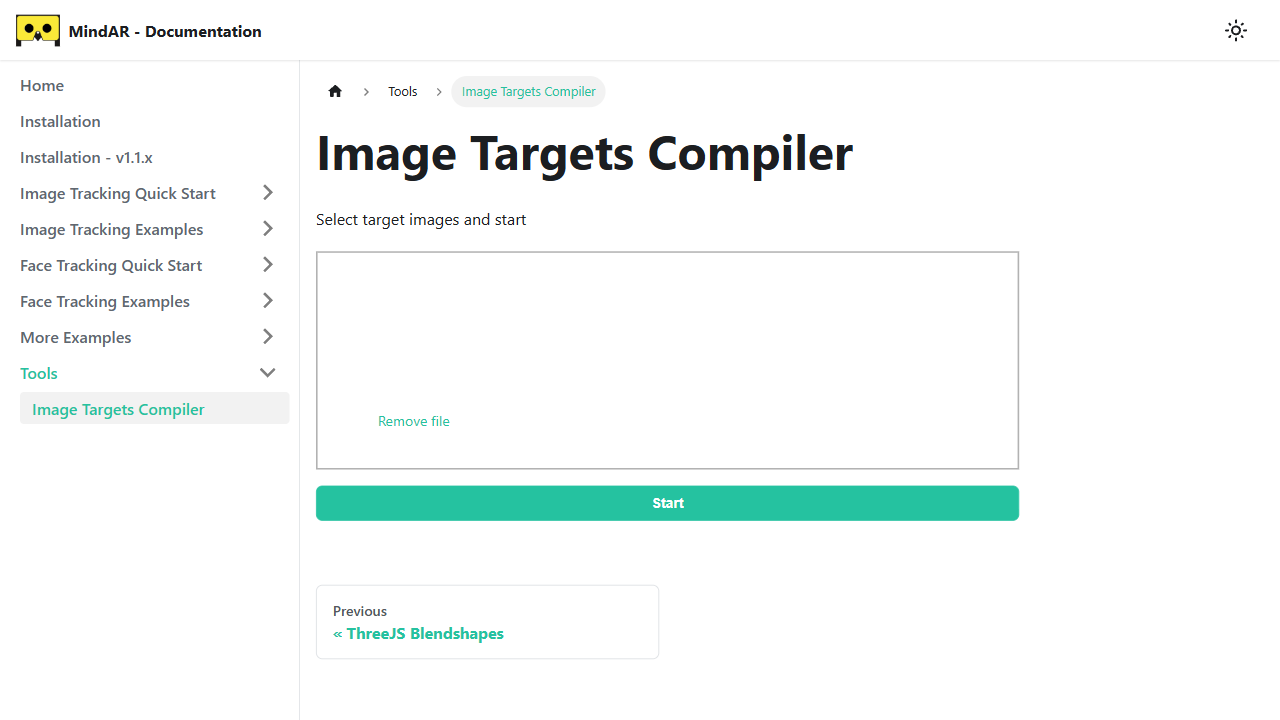 MindAR - Documentation
Home
Installation
Installation - v1.1.x
Image Tracking Quick Start
Image Tracking Examples
Face Tracking Quick Start
Face Tracking Examples
More Examples
Tools
Image Targets Compiler
Tools
Image Targets Compiler
Image Targets Compiler
Select target images and start
Remove file
Start
Previous
« ThreeJS Blendshapes